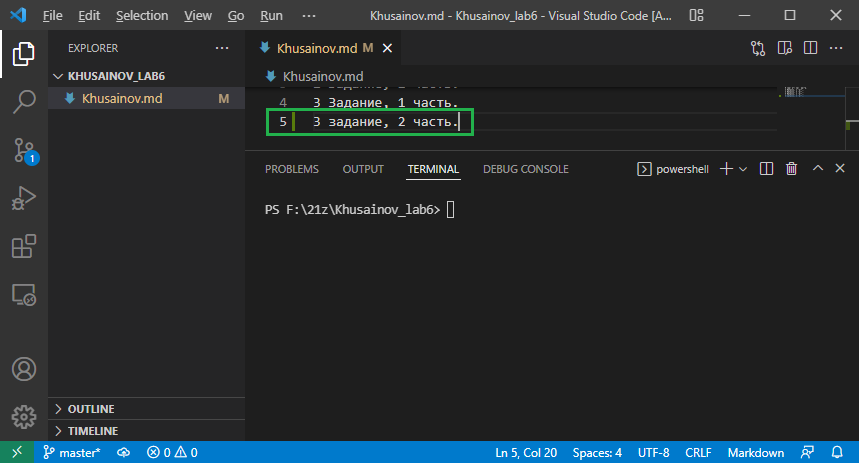 File Edit Selection View Go Run ··· Khusainov.md - Khusainov_lab6 - Visual Studio Code [A...
EXPLORER ···
KHUSAINOV_LAB6
Khusainov.md M
Khusainov.md M
Khusainov.md
4 3 Задание, 1 часть.
5 3 задание, 2 часть.
PROBLEMS OUTPUT TERMINAL DEBUG CONSOLE powershell
PS F:\21z\Khusainov_lab6>
1
OUTLINE
TIMELINE
master* 0 0 Ln 5, Col 20 Spaces: 4 UTF-8 CRLF Markdown